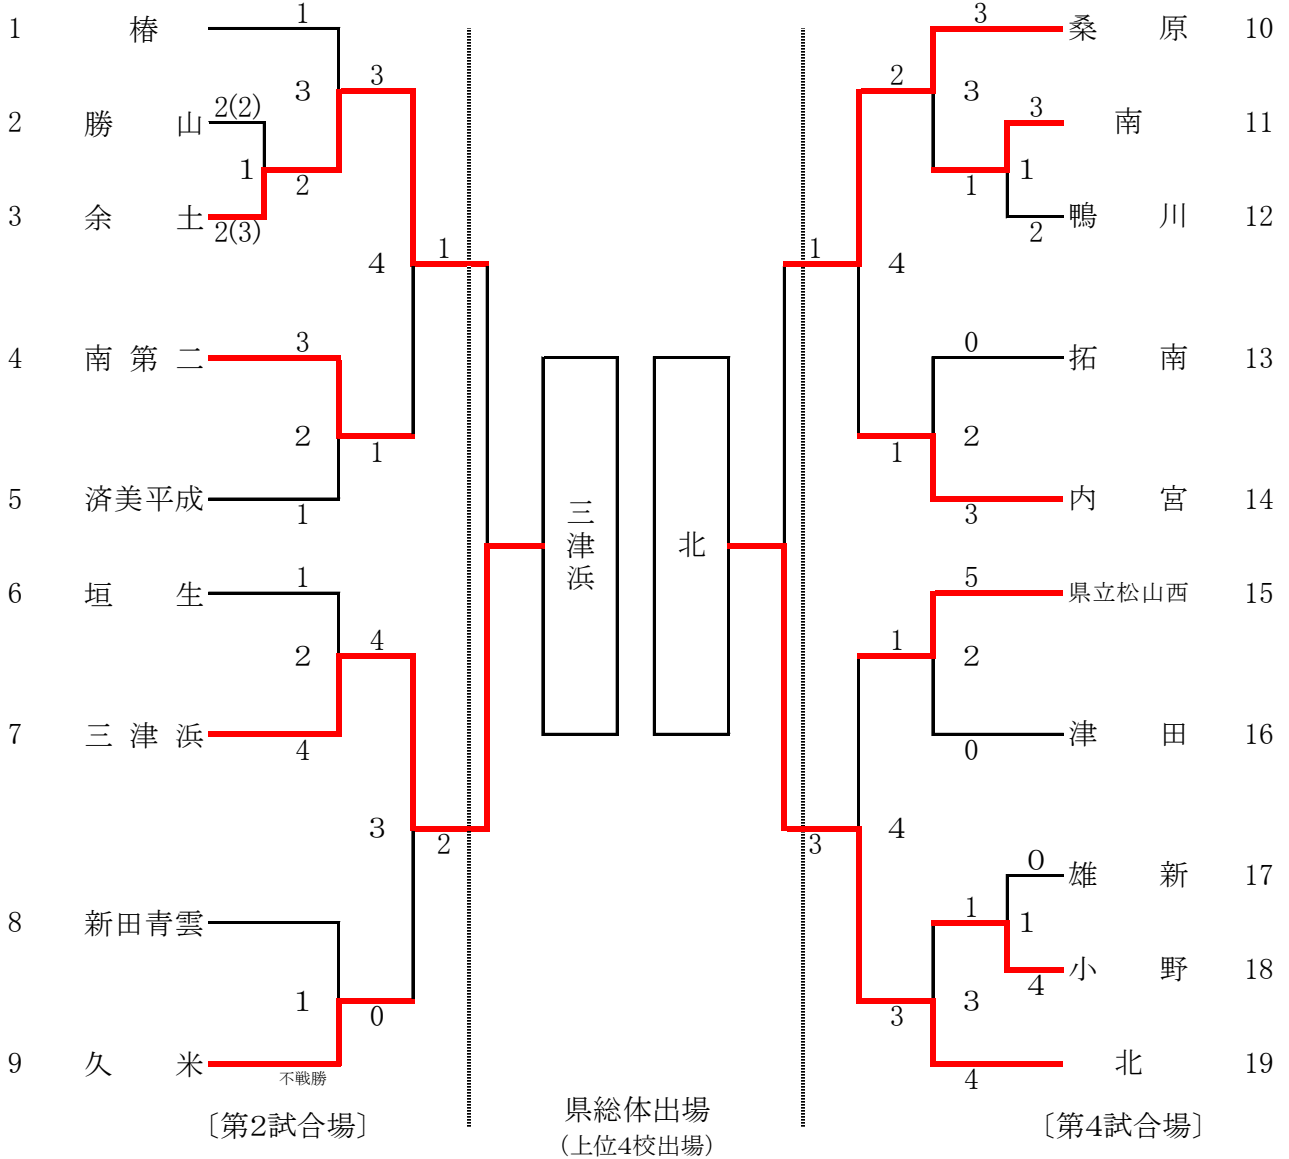 1 椿 1
3 3
2 勝山 2(2)
1 2
3 余土 2(3)
4 1
4 南第二 3
2 1
5 済美平成 1
6 垣生 1
2 4
7 三津浜 4
3 2
8 新田青雲
1 0
9 久米 不戦勝
〔第2試合場〕
三津浜
北
県総体出場
（上位4校出場）
3 桑原 10
2 3
3 南 11
1 1
2 鴨川 12
1 4
0 拓南 13
1 2
3 内宮 14
5 県立松山西 15
1 2
0 津田 16
3 4
0 雄新 17
1 1
4 小野 18
3 3
4 北 19
〔第4試合場〕